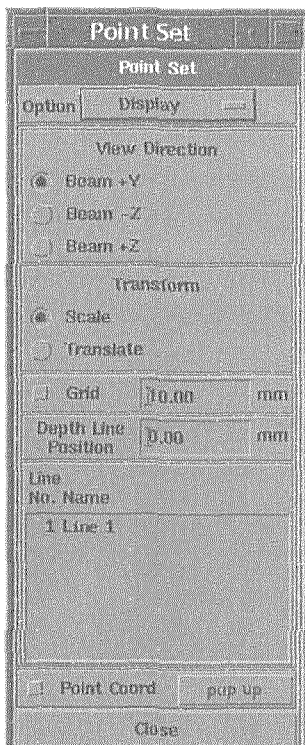 Point Set
Point Set
Option Display
View Direction
Beam +Y
Beam -Z
Beam +Z
Transform
Scale
Translate
Grid 10.00 mm
Depth Line
Position 0.00 mm
Line
No. Name
1 Line 1
Point Coord pop up
Close